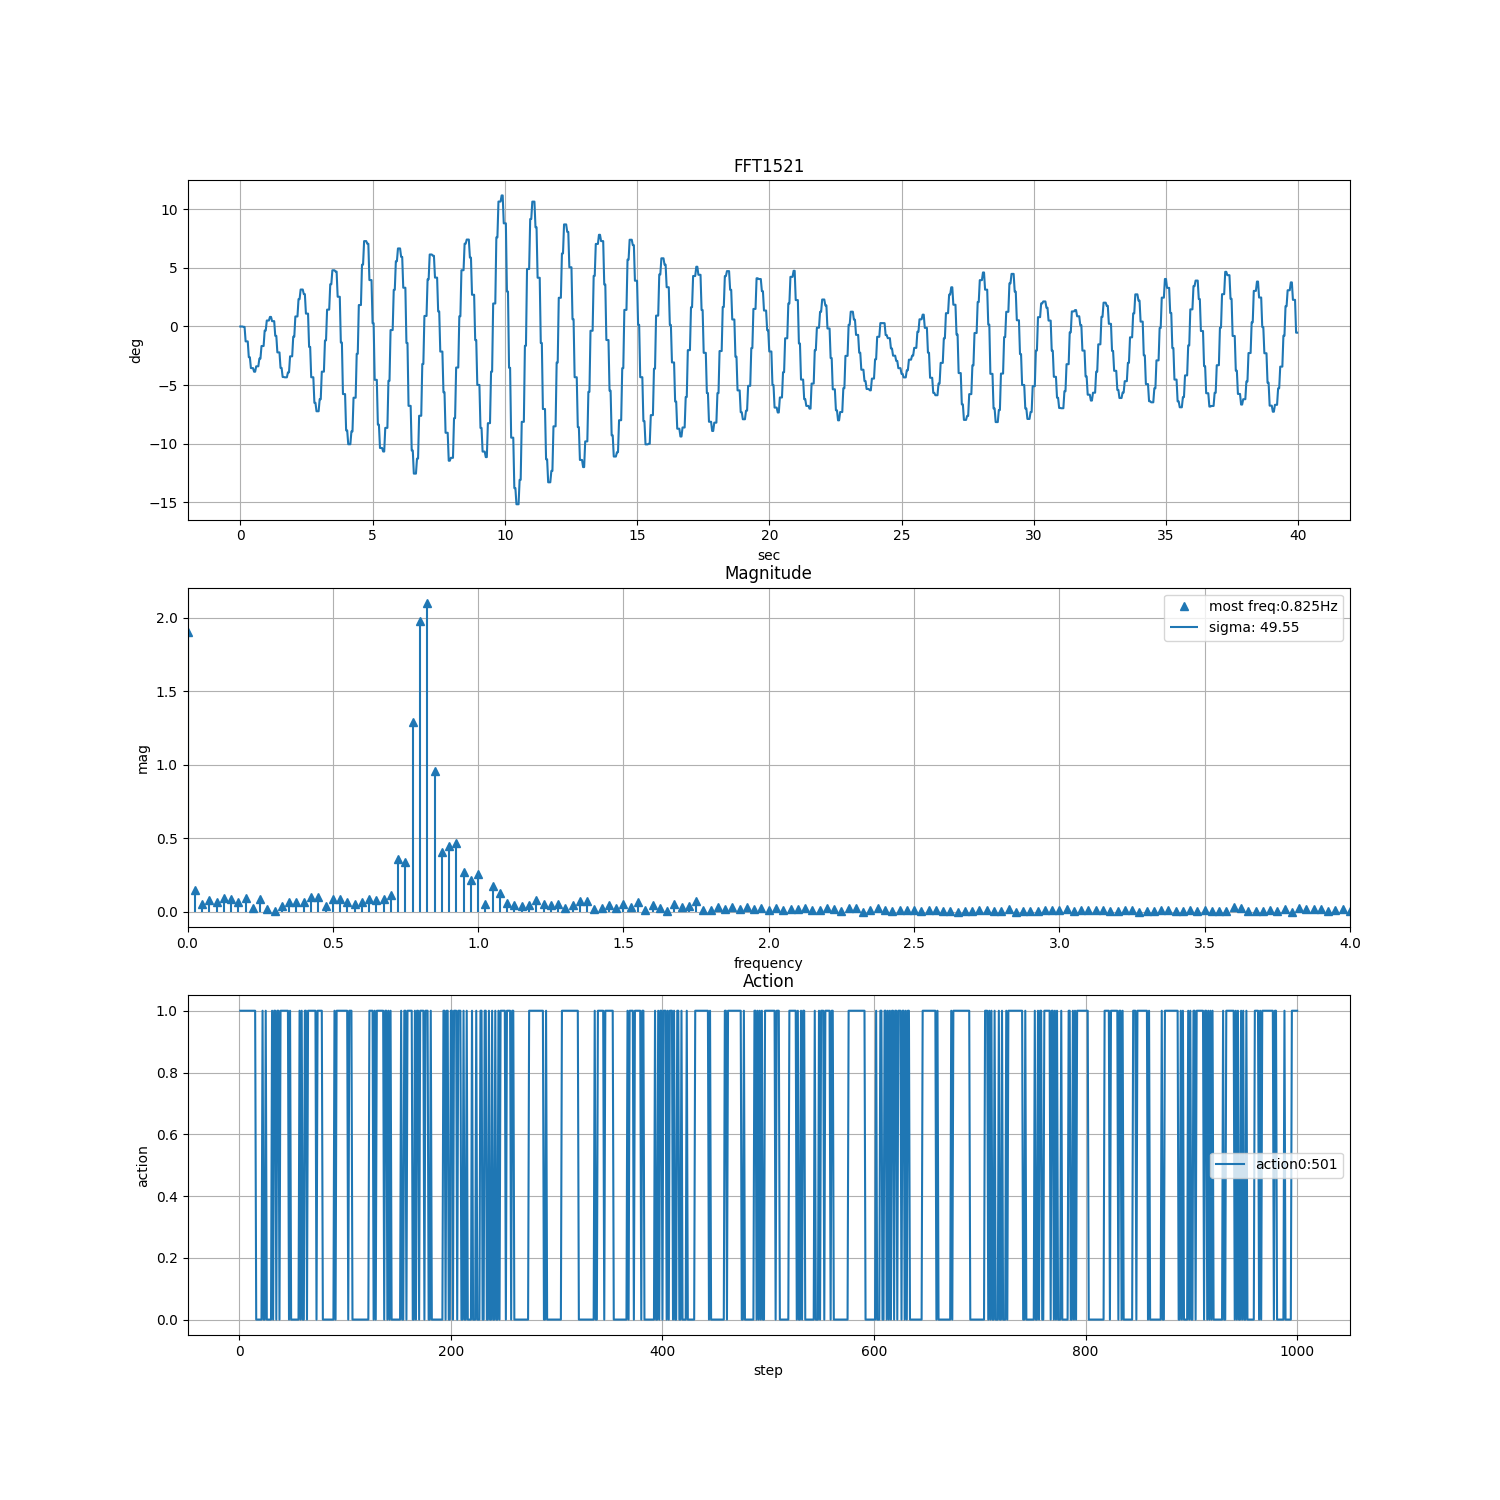 FFT1521
10
5
0
−5
−10
−15
deg
0 5 10 15 20 25 30 35 40
sec
Magnitude
2.0
1.5
1.0
0.5
0.0
mag
most freq:0.825Hz
sigma: 49.55
0.0 0.5 1.0 1.5 2.0 2.5 3.0 3.5 4.0
frequency
Action
1.0
0.8
0.6
0.4
0.2
0.0
action
action0:501
0 200 400 600 800 1000
step